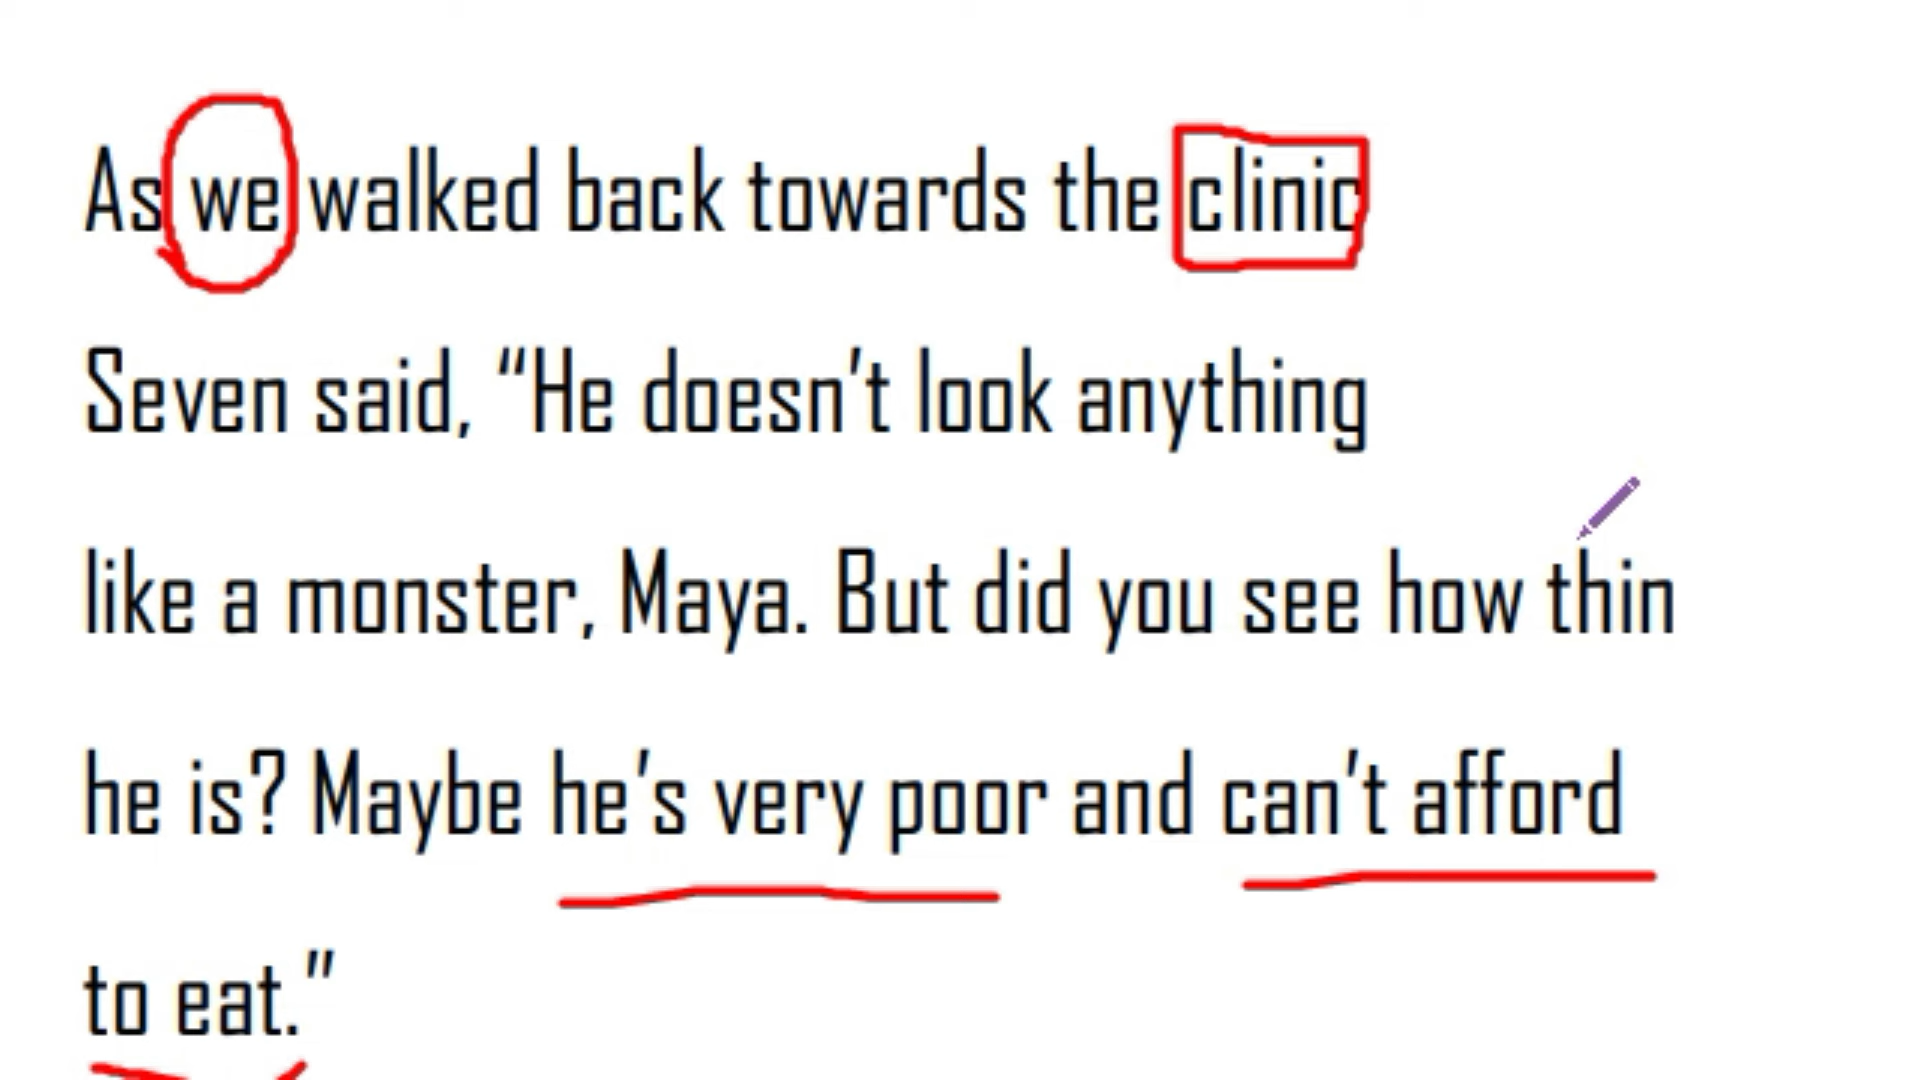 As we walked back towards the clinic
Seven said, “He doesn’t look anything
like a monster, Maya. But did you see how thin
he is? Maybe he’s very poor and can’t afford
to eat.”